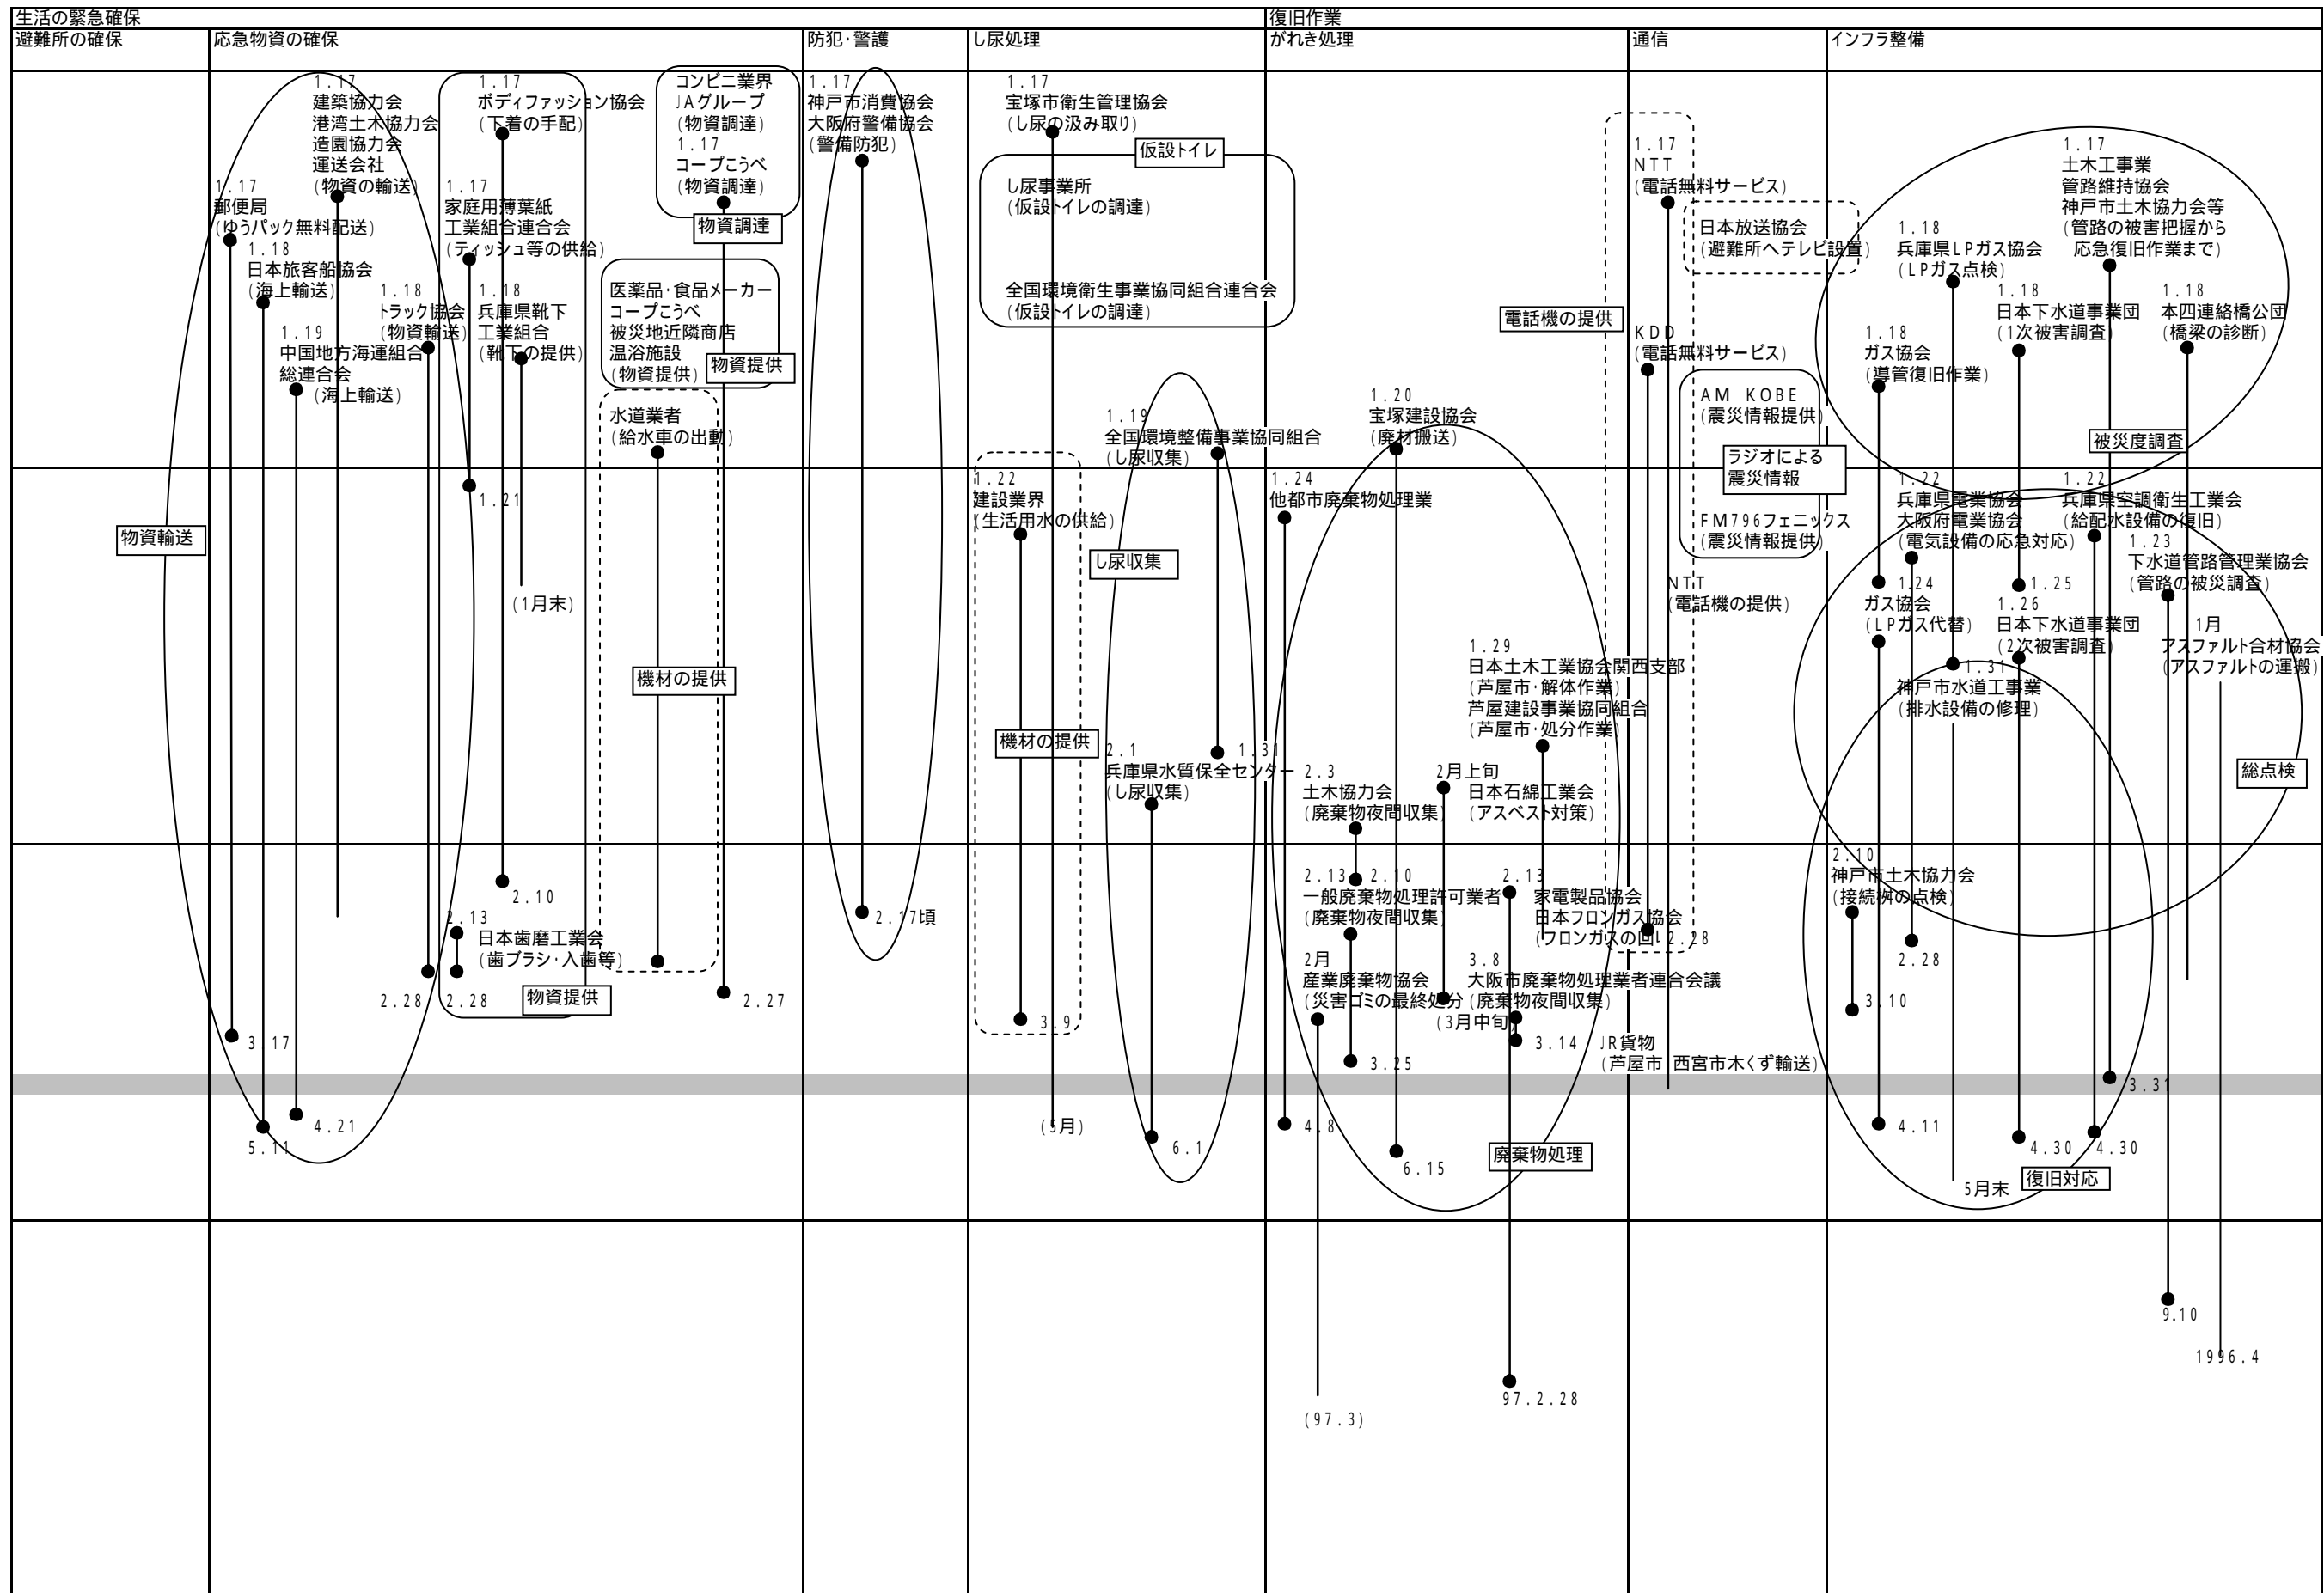 生活の緊急確保
復旧作業
避難所の確保
応急物資の確保
防犯・警護
し尿処理
がれき処理
通信
インフラ整備
1.17
建築協力会
港湾土木協力会
造園協力会
運送会社
(物資の輸送)
1.17
郵便局
(ゆうパック無料配送)
1.18
日本旅客船協会
(海上輸送)
1.19
中国地方海運組合
総連合会
(海上輸送)
1.18
トラック協会
(物資輸送)
物資輸送
3.17
5.11
4.21
2.28
1.17
ボディファッション協会
(下着の手配)
1.17
家庭用薄葉紙
工業組合連合会
(ティッシュ等の供給)
1.18
兵庫県靴下
工業組合
(靴下の提供)
1.21
(1月末)
2.10
2.13
日本歯磨工業会
(歯ブラシ・入歯等)
2.28
物資提供
コンビニ業界
JAグループ
(物資調達)
1.17
コープこうべ
(物資調達)
物資調達
医薬品・食品メーカー
コープこうべ
被災地近隣商店
温浴施設
(物資提供)
物資提供
水道業者
(給水車の出動)
機材の提供
2.27
1.17
神戸市消費協会
大阪府警備協会
(警備防犯)
2.17頃
1.17
宝塚市衛生管理協会
(し尿の汲み取り)
仮設トイレ
し尿事業所
(仮設トイレの調達)
全国環境衛生事業協同組合連合会
(仮設トイレの調達)
1.19
全国環境整備事業協同組合
(し尿収集)
1.22
建設業界
(生活用水の供給)
し尿収集
機材の提供
2.1
1.31
兵庫県水質保全センター
(し尿収集)
3.9
(5月)
6.1
1.20
宝塚建設協会
(廃材搬送)
1.24
他都市廃棄物処理業
1.29
日本土木工業協会関西支部
(芦屋市・解体作業)
芦屋建設事業協同組合
(芦屋市・処分作業)
2.3
土木協力会
(廃棄物夜間収集)
2月上旬
日本石綿工業会
(アスベスト対策)
2.13
2.10
一般廃棄物処理許可業者
(廃棄物夜間収集)
2.13
家電製品協会
日本フロンガス協会
(フロンガスの回
2月
産業廃棄物協会
(災害ゴミの最終処分
3.8
大阪市廃棄物処理業者連合会議
(廃棄物夜間収集)
(3月中旬)
3.14
JR貨物
(芦屋市・西宮市木くず輸送)
3.25
4.8
6.15
廃棄物処理
97.2.28
(97.3)
1.17
NTT
(電話無料サービス)
日本放送協会
(避難所へテレビ設置)
電話機の提供
KDD
(電話無料サービス)
AM KOBE
(震災情報提供)
ラジオによる
震災情報
FM796フェニックス
(震災情報提供)
NTT
(電話機の提供)
2.28
1.17
土木工事業
管路維持協会
神戸市土木協力会等
(管路の被害把握から
応急復旧作業まで)
1.18
兵庫県LPガス協会
(LPガス点検)
1.18
日本下水道事業団
(1次被害調査)
1.18
本四連絡橋公団
(橋梁の診断)
1.18
ガス協会
(導管復旧作業)
被災度調査
1.22
兵庫県電業協会
大阪府電業協会
(電気設備の応急対応)
1.22
兵庫県空調衛生工業会
(給配水設備の復旧)
1.23
下水道管路管理業協会
(管路の被災調査)
1.24
ガス協会
(LPガス代替)
1.25
1.26
日本下水道事業団
(2次被害調査)
1月
アスファルト合材協会
(アスファルトの運搬)
1.31
神戸市水道工事業
(排水設備の修理)
総点検
2.10
神戸市土木協力会
(接続桝の点検)
2.28
3.10
3.31
4.11
4.30
4.30
5月末
復旧対応
9.10
1996.4